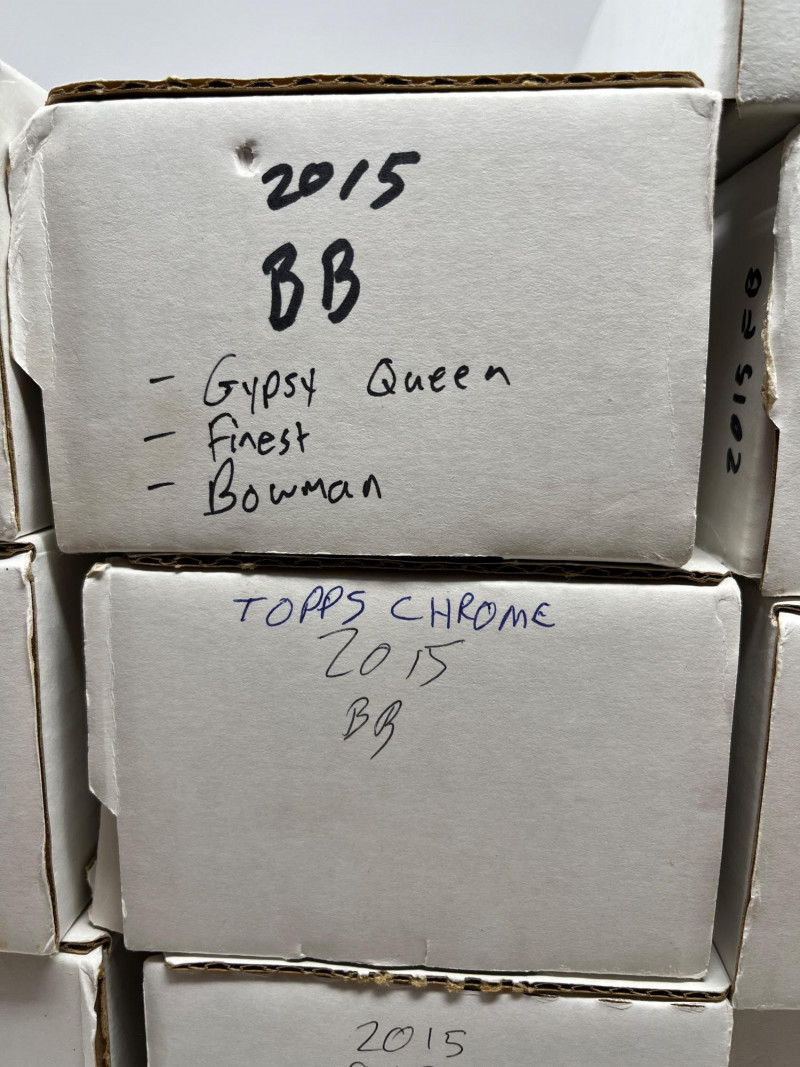 2015
BB
- Gypsy Queen
- Finest
- Bowman
TOPPS CHROME
2015
BB
2015
2015 FB